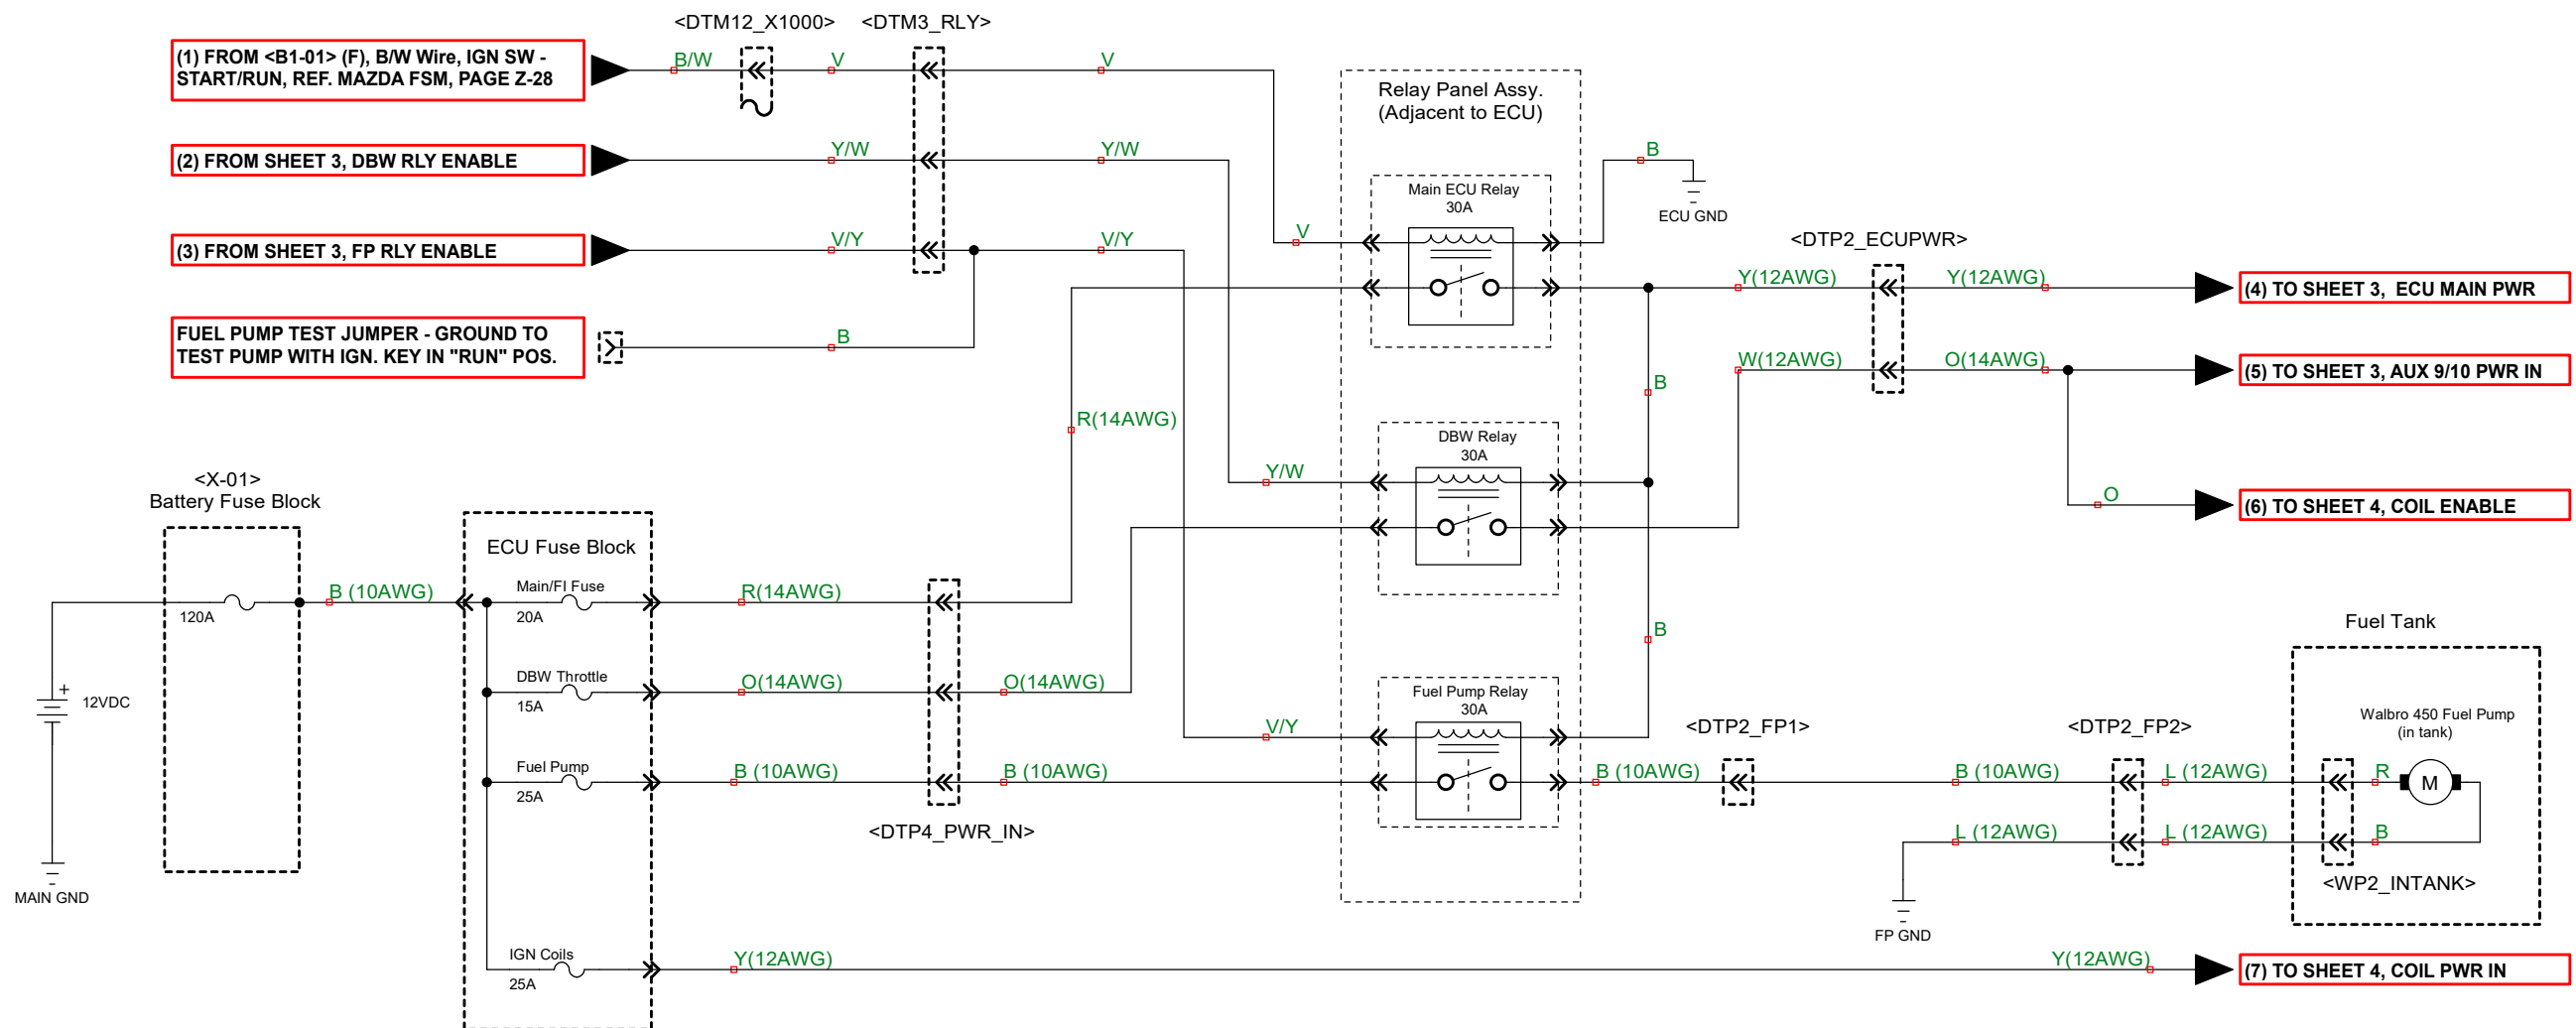 <DTM12_X1000>
<DTM3_RLY>
(1) FROM <B1-01> (F), B/W Wire, IGN SW -
START/RUN, REF. MAZDA FSM, PAGE Z-28
B/W
V
V
(2) FROM SHEET 3, DBW RLY ENABLE
Y/W
Y/W
(3) FROM SHEET 3, FP RLY ENABLE
V/Y
V/Y
FUEL PUMP TEST JUMPER - GROUND TO
TEST PUMP WITH IGN. KEY IN "RUN" POS.
B
Relay Panel Assy.
(Adjacent to ECU)
Main ECU Relay
30A
V
B
ECU GND
<DTP2_ECUPWR>
Y(12AWG)
Y(12AWG)
(4) TO SHEET 3,  ECU MAIN PWR
W(12AWG)
O(14AWG)
(5) TO SHEET 3, AUX 9/10 PWR IN
B
R(14AWG)
DBW Relay
30A
Y/W
O
(6) TO SHEET 4, COIL ENABLE
<X-01>
Battery Fuse Block
120A
B (10AWG)
12VDC
+
MAIN GND
ECU Fuse Block
Main/FI Fuse
20A
R(14AWG)
DBW Throttle
15A
O(14AWG)
O(14AWG)
Fuel Pump
25A
B (10AWG)
B (10AWG)
<DTP4_PWR_IN>
B
Fuel Pump Relay
30A
V/Y
B (10AWG)
<DTP2_FP1>
B (10AWG)
<DTP2_FP2>
L (12AWG)
L (12AWG)
L (12AWG)
FP GND
Fuel Tank
Walbro 450 Fuel Pump
(in tank)
R
M
B
<WP2_INTANK>
IGN Coils
25A
Y(12AWG)
Y(12AWG)
(7) TO SHEET 4, COIL PWR IN